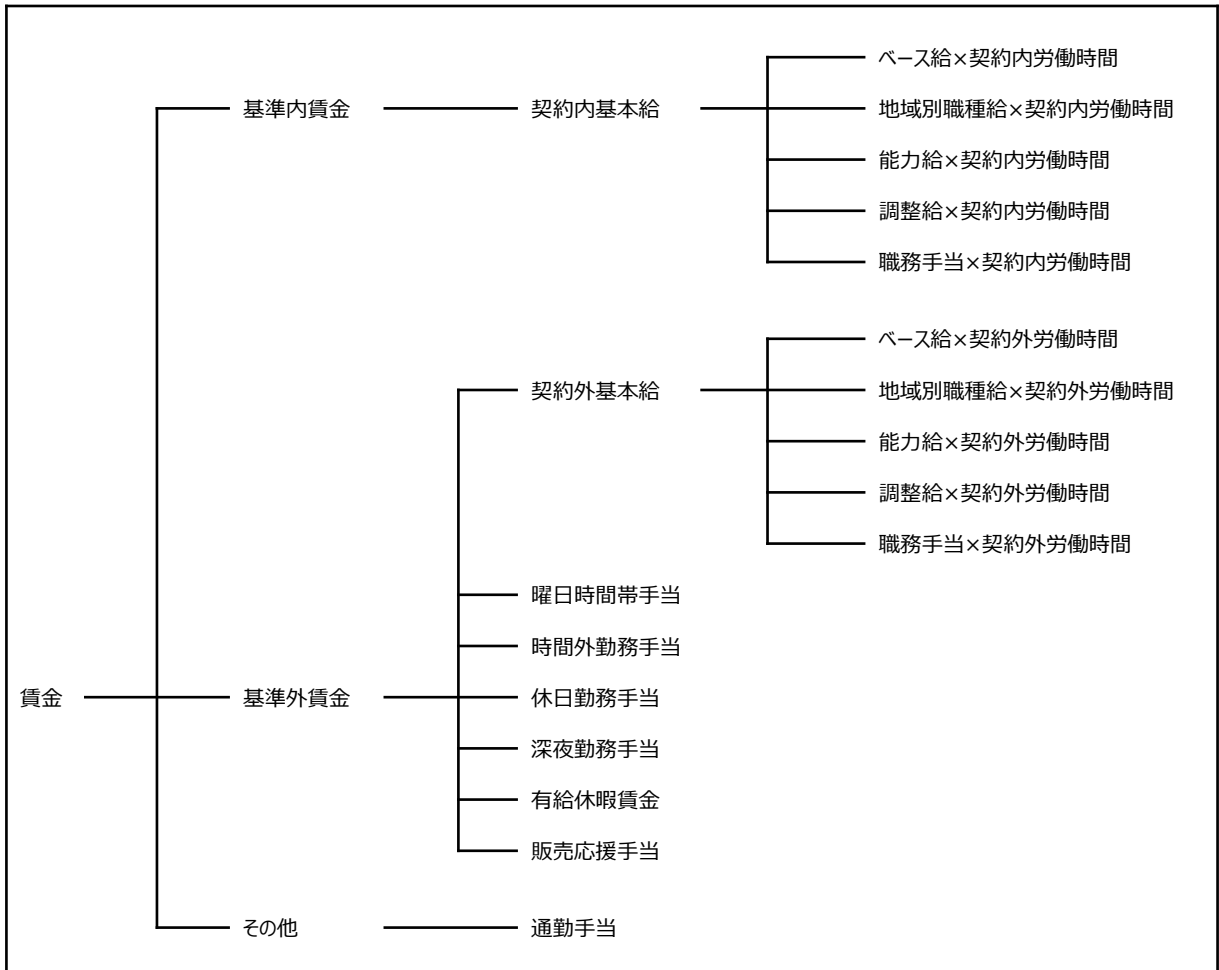 ベース給×契約内労働時間
基準内賃金 契約内基本給 地域別職種給×契約内労働時間
能力給×契約内労働時間
調整給×契約内労働時間
職務手当×契約内労働時間
ベース給×契約外労働時間
契約外基本給 地域別職種給×契約外労働時間
能力給×契約外労働時間
調整給×契約外労働時間
職務手当×契約外労働時間
曜日時間帯手当
時間外勤務手当
賃金 基準外賃金 休日勤務手当
深夜勤務手当
有給休暇賃金
販売応援手当
その他 通勤手当